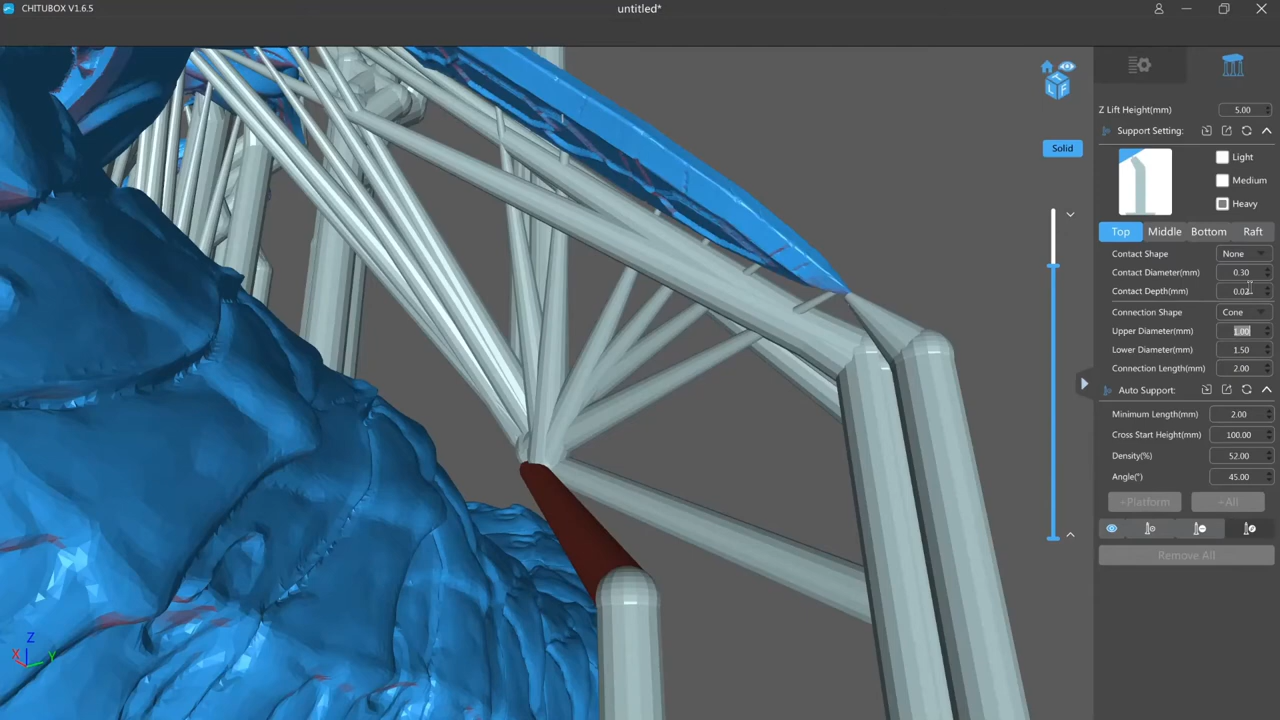 CHITUBOX V1.6.5
untitled*
Z Lift Height(mm) 5.00
Support Setting:
Light
Medium
Heavy
Top Middle Bottom Raft
Contact Shape None
Contact Diameter(mm) 0.30
Contact Depth(mm) 0.02
Connection Shape Cone
Upper Diameter(mm) 1.00
Lower Diameter(mm) 1.50
Connection Length(mm) 2.00
Auto Support:
Minimum Length(mm) 2.00
Cross Start Height(mm) 100.00
Density(%) 52.00
Angle(°) 45.00
+Platform +All
Remove All
Solid
T
L F
Z
X Y